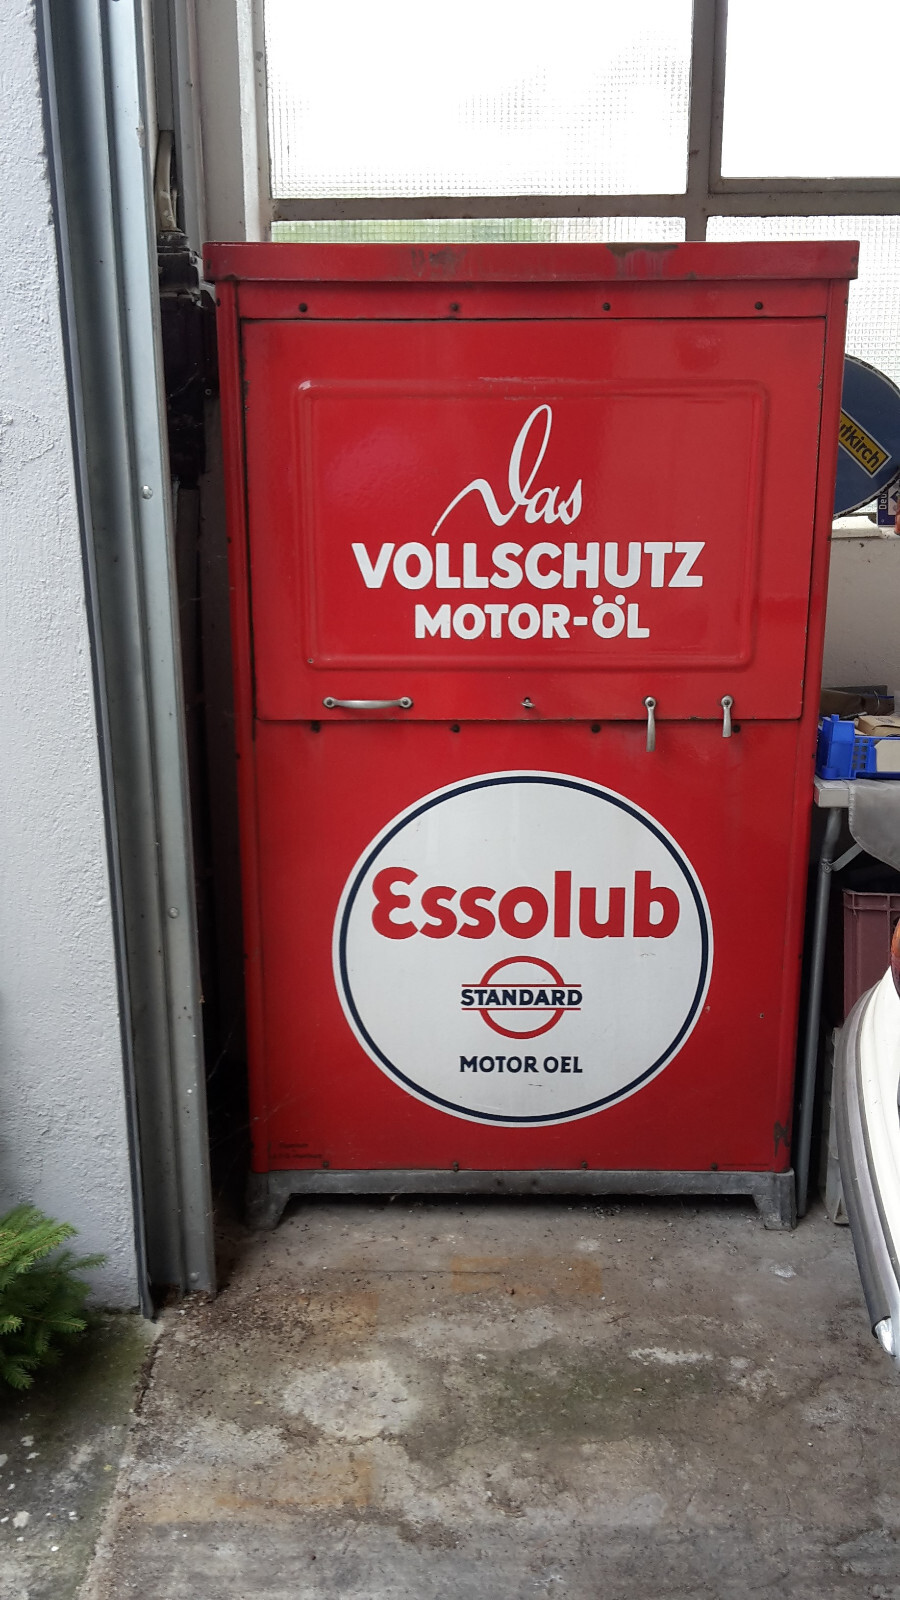 Das
VOLLSCHUTZ
MOTOR-ÖL
Essolub
STANDARD
MOTOR OEL